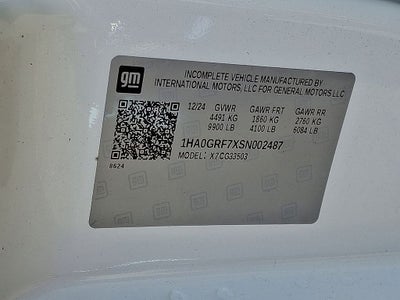 gm
INCOMPLETE VEHICLE MANUFACTURED BY
INTERNATIONAL MOTORS, LLC FOR GENERAL MOTORS LLC
12/24 GVWR GAWR FRT GAWR RR
4491 KG 1860 KG 2760 KG
9900 LB 4100 LB 6084 LB
1HA0GRF7XSN002487
MODEL: X7CG33503
8624